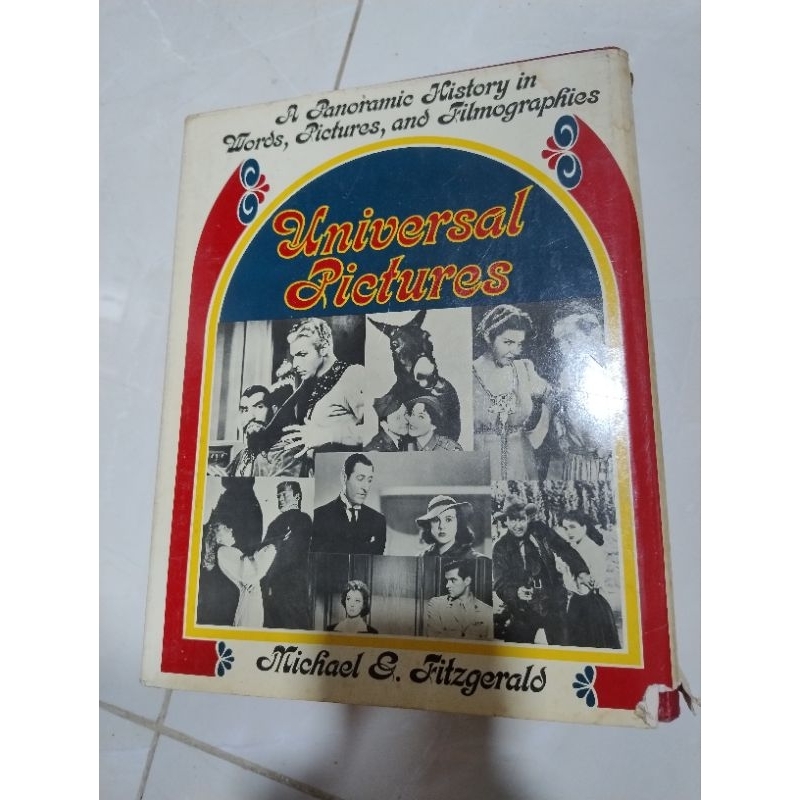 A Panoramic History in
Words, Pictures, and Filmographies
Universal
Pictures
Michael G. Fitzgerald